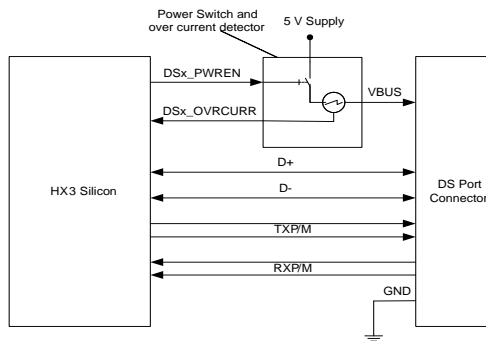 Power Switch and
over current detector
5 V Supply
DSx_PWREN
VBUS
DSx_OVRCURR
D+
D-
HX3 Silicon
DS Port
Connector
TXP/M
RXP/M
GND